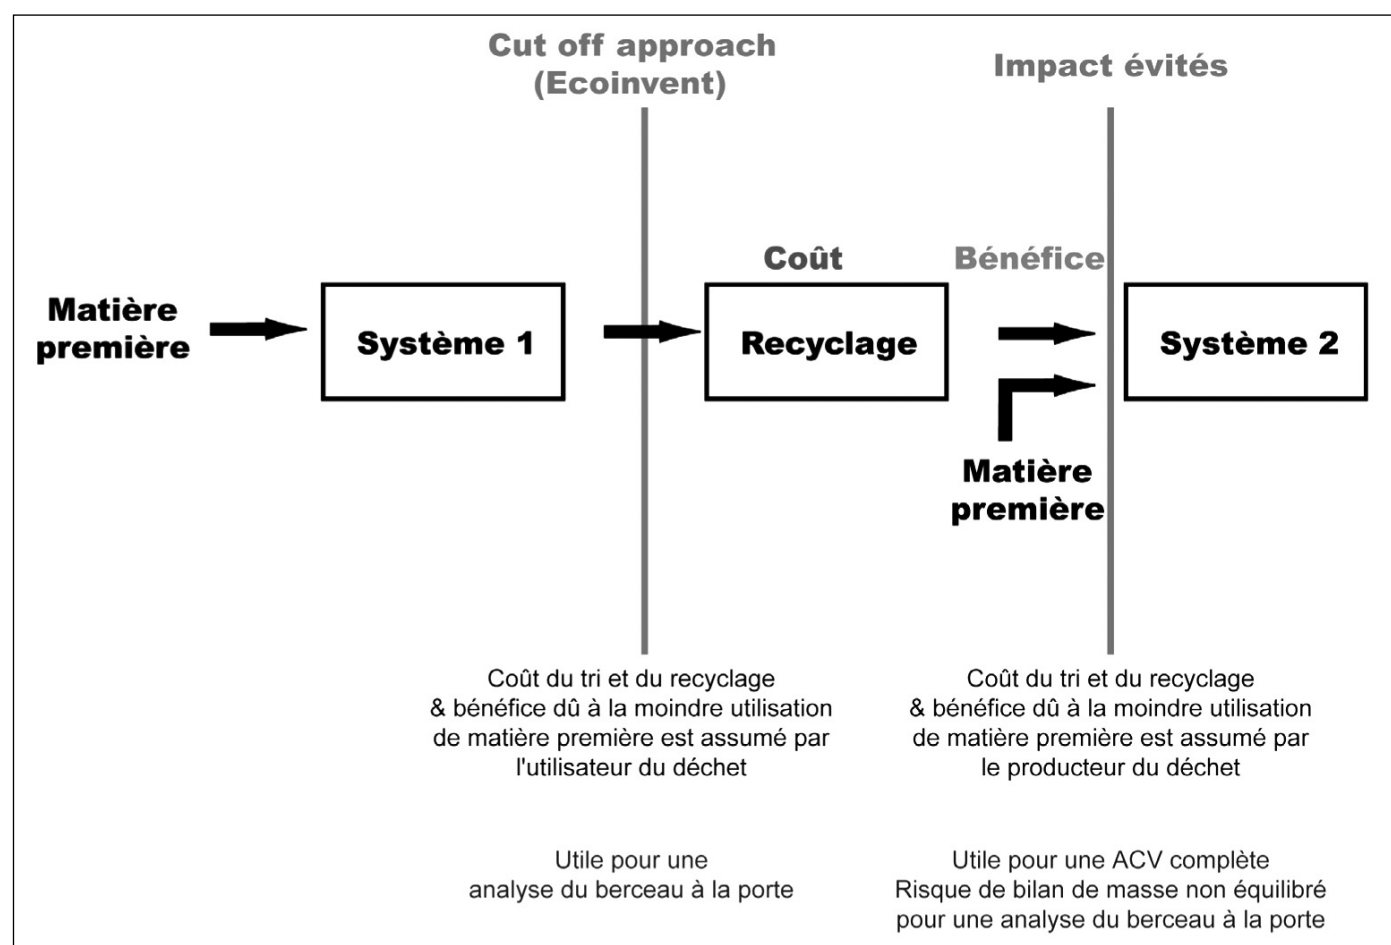 Cut off approach
(Ecoinvent)
Impact évités
Coût
Bénéfice
Matière
première
Système 1
Recyclage
Système 2
Matière
première
Coût du tri et du recyclage
& bénéfice dû à la moindre utilisation
de matière première est assumé par
l'utilisateur du déchet
Coût du tri et du recyclage
& bénéfice dû à la moindre utilisation
de matière première est assumé par
le producteur du déchet
Utile pour une
analyse du berceau à la porte
Utile pour une ACV complète
Risque de bilan de masse non équilibré
pour une analyse du berceau à la porte